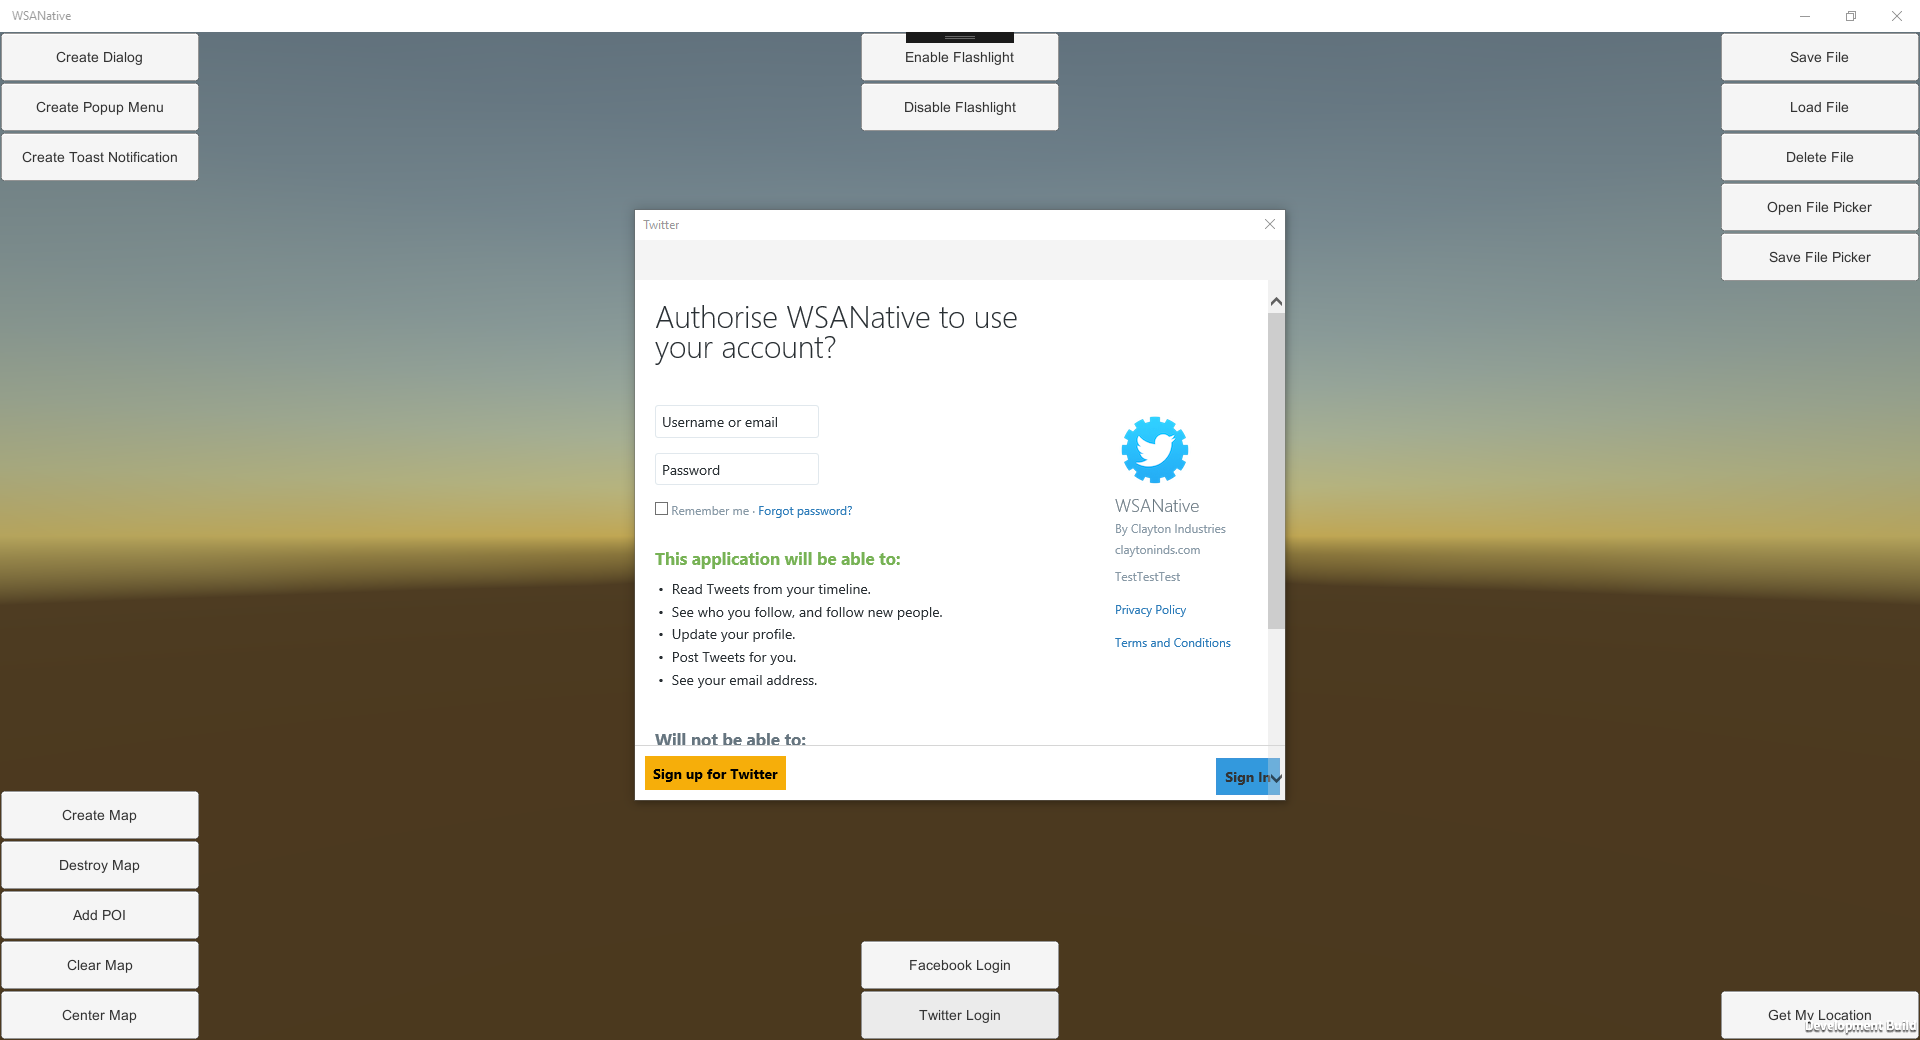 WSANative
Create Dialog
Create Popup Menu
Create Toast Notification
Enable Flashlight
Disable Flashlight
Save File
Load File
Delete File
Open File Picker
Save File Picker
Twitter
Authorise WSANative to use
your account?
Username or email
Password
Remember me · Forgot password?
This application will be able to:
• Read Tweets from your timeline.
• See who you follow, and follow new people.
• Update your profile.
• Post Tweets for you.
• See your email address.
Will not be able to:
WSANative
By Clayton Industries
claytoninds.com
TestTestTest
Privacy Policy
Terms and Conditions
Sign up for Twitter
Sign In
Create Map
Destroy Map
Add POI
Clear Map
Center Map
Facebook Login
Twitter Login
Get My Location
Development Build